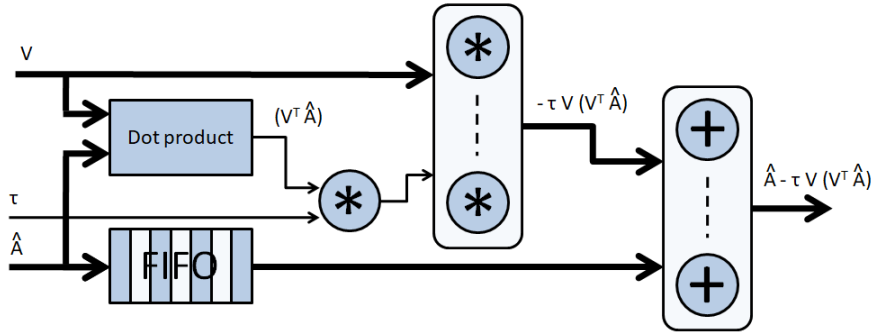 V
Dot product
(Vᵀ Â)
τ
Â
FIFO
*
*
*
- τ V (Vᵀ Â)
+
+
Â - τ V (Vᵀ Â)